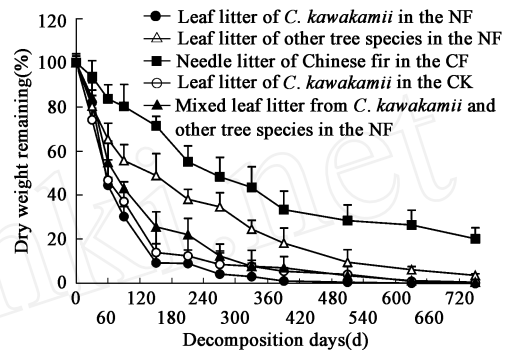 Leaf litter of C. kawakamii in the NF
Leaf litter of other tree species in the NF
Needle litter of Chinese fir in the CF
Leaf litter of C. kawakamii in the CK
Mixed leaf litter from C. kawakamii and
other tree species in the NF
Dry weight remaining(%)
100
80
60
40
20
0
0 120 240 360 480 600 720
60 180 300 420 540 660
Decomposition days(d)